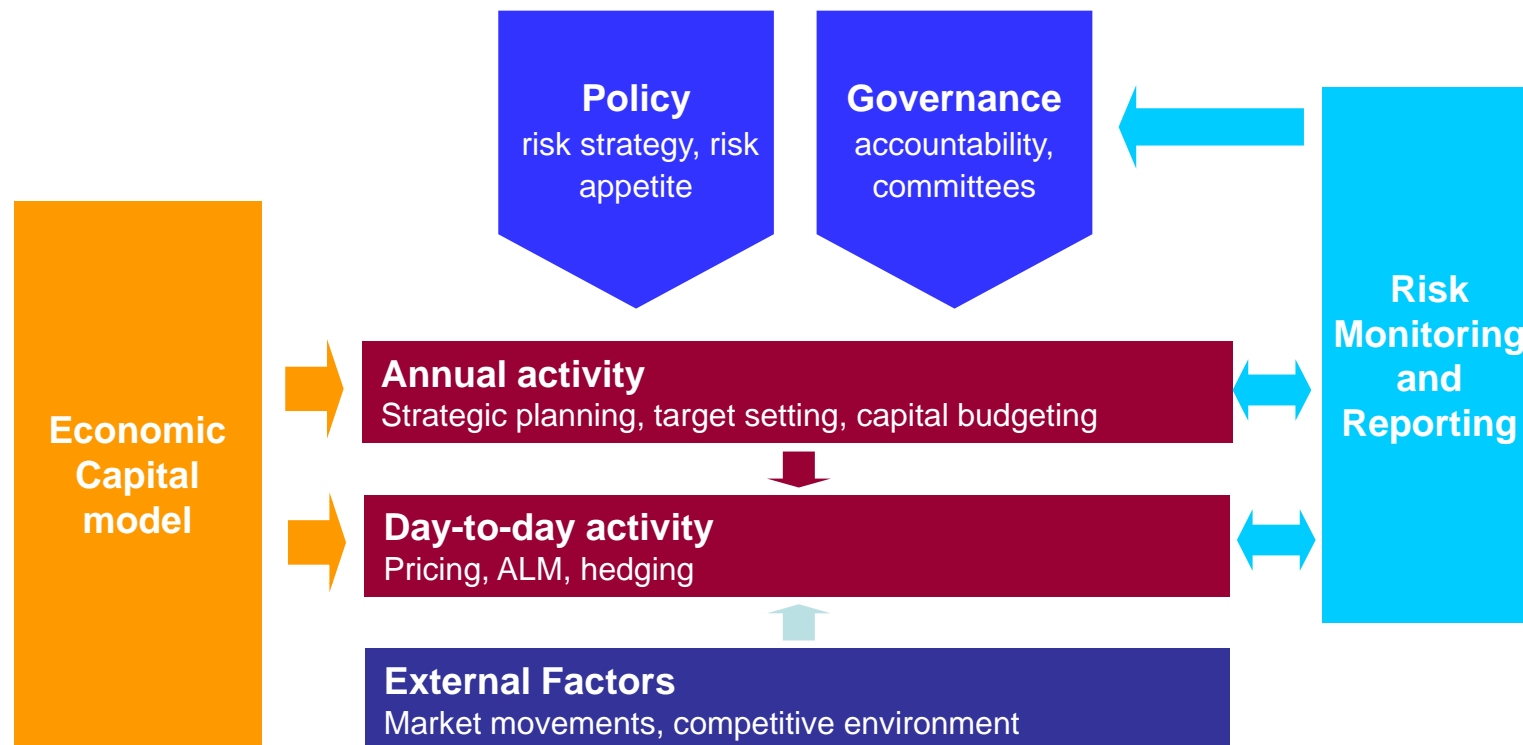 Policy
risk strategy, risk
appetite
Governance
accountability,
committees
Economic
Capital
model
Annual activity
Strategic planning, target setting, capital budgeting
Day-to-day activity
Pricing, ALM, hedging
External Factors
Market movements, competitive environment
Risk
Monitoring
and
Reporting